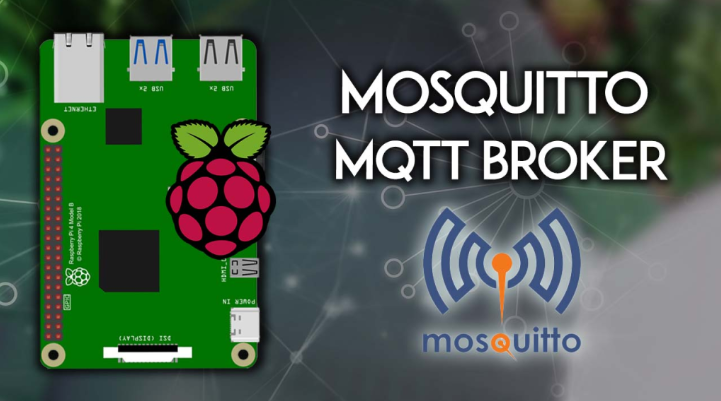 MOSQUITTO
MQTT BROKER
mosquitto
ETHERNET
USB 2x
USB 2x
Raspberry Pi 4 Model B
© Raspberry Pi 2018
GPIO
HDMI
POWER IN
DSI (DISPLAY)